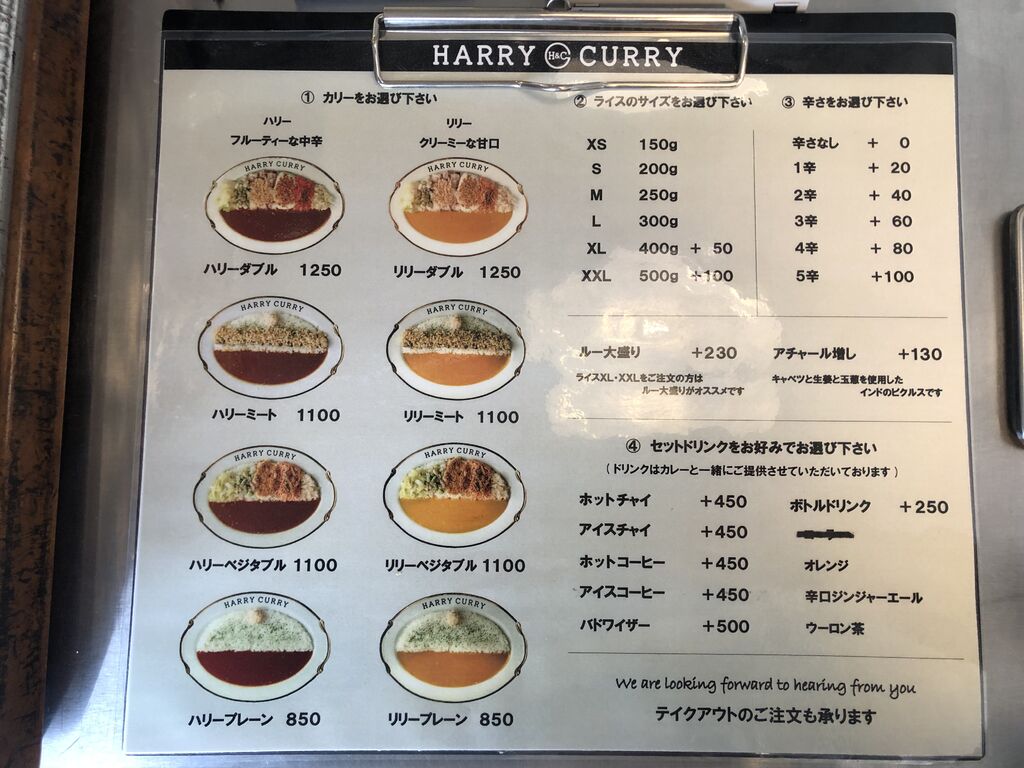 HARRY H&C CURRY
① カリーをお選び下さい
ハリー
フルーティーな中辛
リリー
クリーミーな甘口
HARRY CURRY
HARRY CURRY
ハリーダブル 1250
リリーダブル 1250
HARRY CURRY
HARRY CURRY
ハリーミート 1100
リリーミート 1100
HARRY CURRY
HARRY CURRY
ハリーベジタブル 1100
リリーベジタブル 1100
HARRY CURRY
HARRY CURRY
ハリープレーン 850
リリープレーン 850
② ライスのサイズをお選び下さい
XS 150g
S 200g
M 250g
L 300g
XL 400g + 50
XXL 500g +100
③ 辛さをお選び下さい
辛さなし + 0
1辛 + 20
2辛 + 40
3辛 + 60
4辛 + 80
5辛 +100
ルー大盛り +230
ライスXL・XXLをご注文の方は
ルー大盛りがオススメです
アチャール増し +130
キャベツと生姜と玉葱を使用した
インドのピクルスです
④ セットドリンクをお好みでお選び下さい
(ドリンクはカレーと一緒にご提供させていただいております)
ホットチャイ +450
アイスチャイ +450
ホットコーヒー +450
アイスコーヒー +450
バドワイザー +500
ボトルドリンク +250
オレンジ
辛口ジンジャーエール
ウーロン茶
We are looking forward to hearing from you
テイクアウトのご注文も承ります